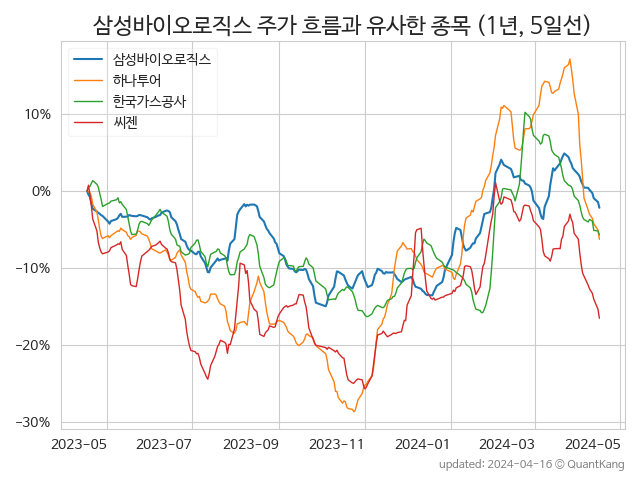 삼성바이오로직스 주가 흐름과 유사한 종목 (1년, 5일선)
삼성바이오로직스
하나투어
한국가스공사
씨젠
10%
0%
−10%
−20%
−30%
2023−05 2023−07 2023−09 2023−11 2024−01 2024−03 2024−05
updated: 2024-04-16 © QuantKang